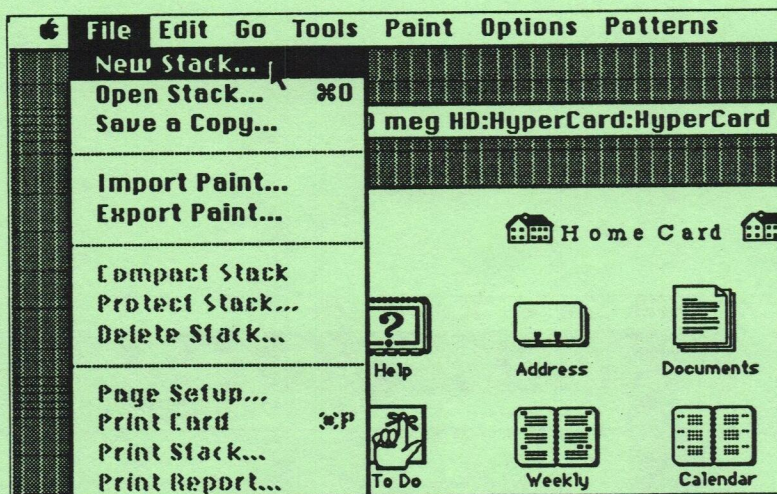 File Edit Go Tools Paint Options Patterns
New Stack...
Open Stack... ⌘O
Save a Copy...
Import Paint...
Export Paint...
Compact Stack
Protect Stack...
Delete Stack...
Page Setup...
Print Card ⌘P
Print Stack...
Print Report...
meg HD:HyperCard:HyperCard
Home Card
Help Address Documents
To Do Weekly Calendar